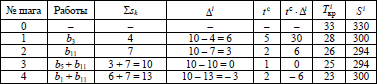 № шага Работы Σsₖ Δⁱ tᶜ tᶜ · Δⁱ Tⁱкр Sⁱ
0 – – – – – 33 330
1 b₃ 4 10 – 4 = 6 5 30 28 300
2 b₁₁ 7 10 – 7 = 3 2 6 26 294
3 b₅ + b₁₁ 3 + 7 = 10 10 – 10 = 0 1 0 25 294
4 b₁ + b₁₁ 6 + 7 = 13 10 – 13 = – 3 2 – 6 23 300